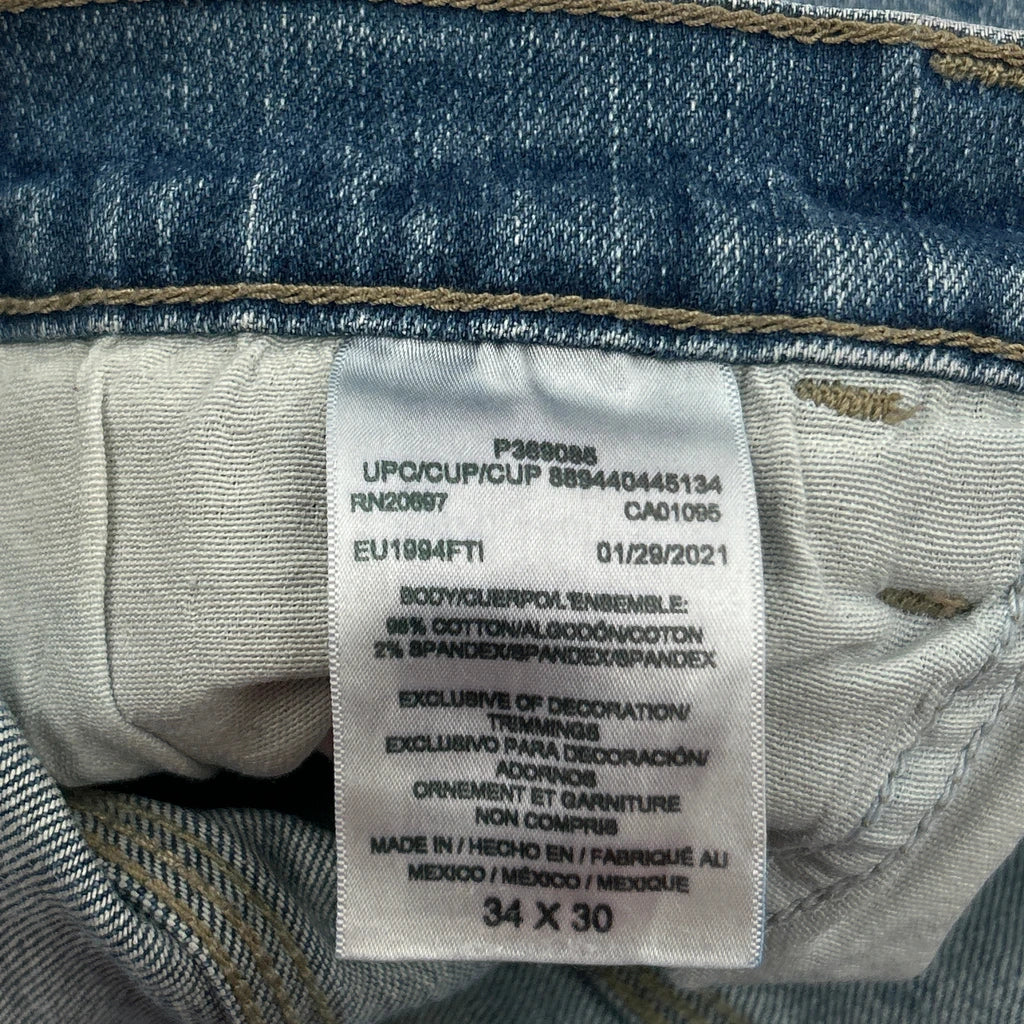 P369085
UPC/CUP/CUP 889440445134
RN20697 CA01095
EU1994FTI 01/29/2021
BODY/CUERPO/L'ENSEMBLE:
98% COTTON/ALGODÓN/COTON
2% SPANDEX/SPANDEX/SPANDEX
EXCLUSIVE OF DECORATION/
TRIMMINGS
EXCLUSIVO PARA DECORACIÓN/
ADORNOS
ORNEMENT ET GARNITURE
NON COMPRIS
MADE IN / HECHO EN / FABRIQUÉ AU
MEXICO / MÉXICO / MEXIQUE
34 X 30